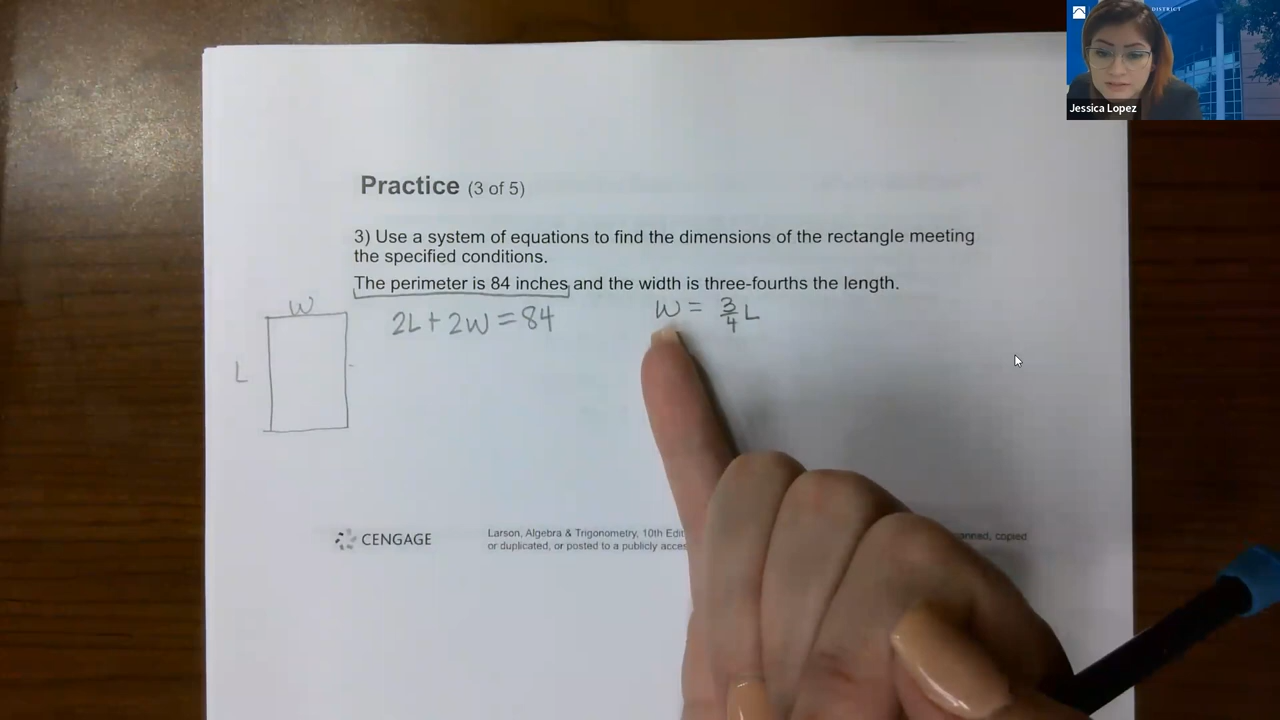 DISTRICT
Jessica Lopez
Practice (3 of 5)
3) Use a system of equations to find the dimensions of the rectangle meeting
the specified conditions.
The perimeter is 84 inches and the width is three-fourths the length.
W
2L + 2W = 84
W = 3/4 L
L
CENGAGE
Larson, Algebra & Trigonometry, 10th Edit
or duplicated, or posted to a publicly acces
copied